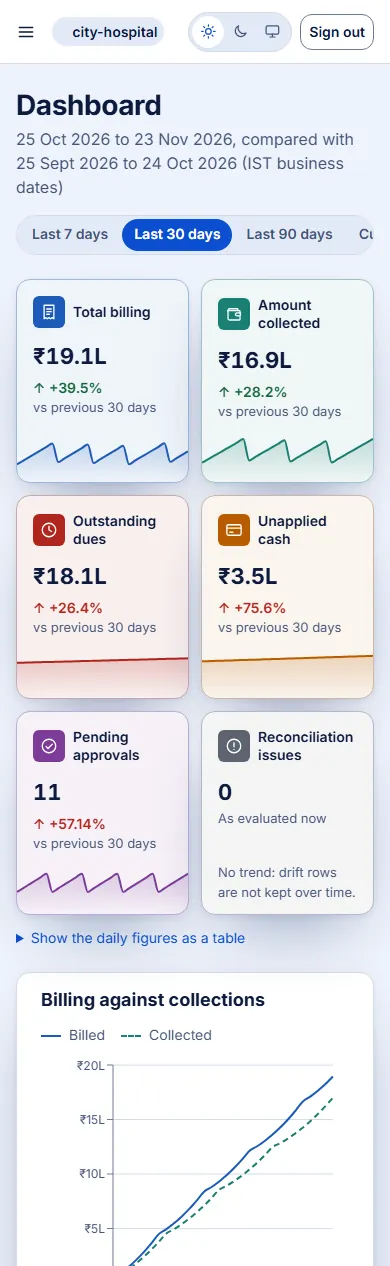 city-hospital
Sign out
Dashboard
25 Oct 2026 to 23 Nov 2026, compared with
25 Sept 2026 to 24 Oct 2026 (IST business
dates)
Last 7 days
Last 30 days
Last 90 days
Total billing
₹19.1L
↑ +39.5%
vs previous 30 days
Amount
collected
₹16.9L
↑ +28.2%
vs previous 30 days
Outstanding
dues
₹18.1L
↑ +26.4%
vs previous 30 days
Unapplied
cash
₹3.5L
↑ +75.6%
vs previous 30 days
Pending
approvals
11
↑ +57.14%
vs previous 30 days
Reconciliation
issues
0
As evaluated now
No trend: drift rows
are not kept over time.
Show the daily figures as a table
Billing against collections
Billed
Collected
₹20L
₹15L
₹10L
₹5L